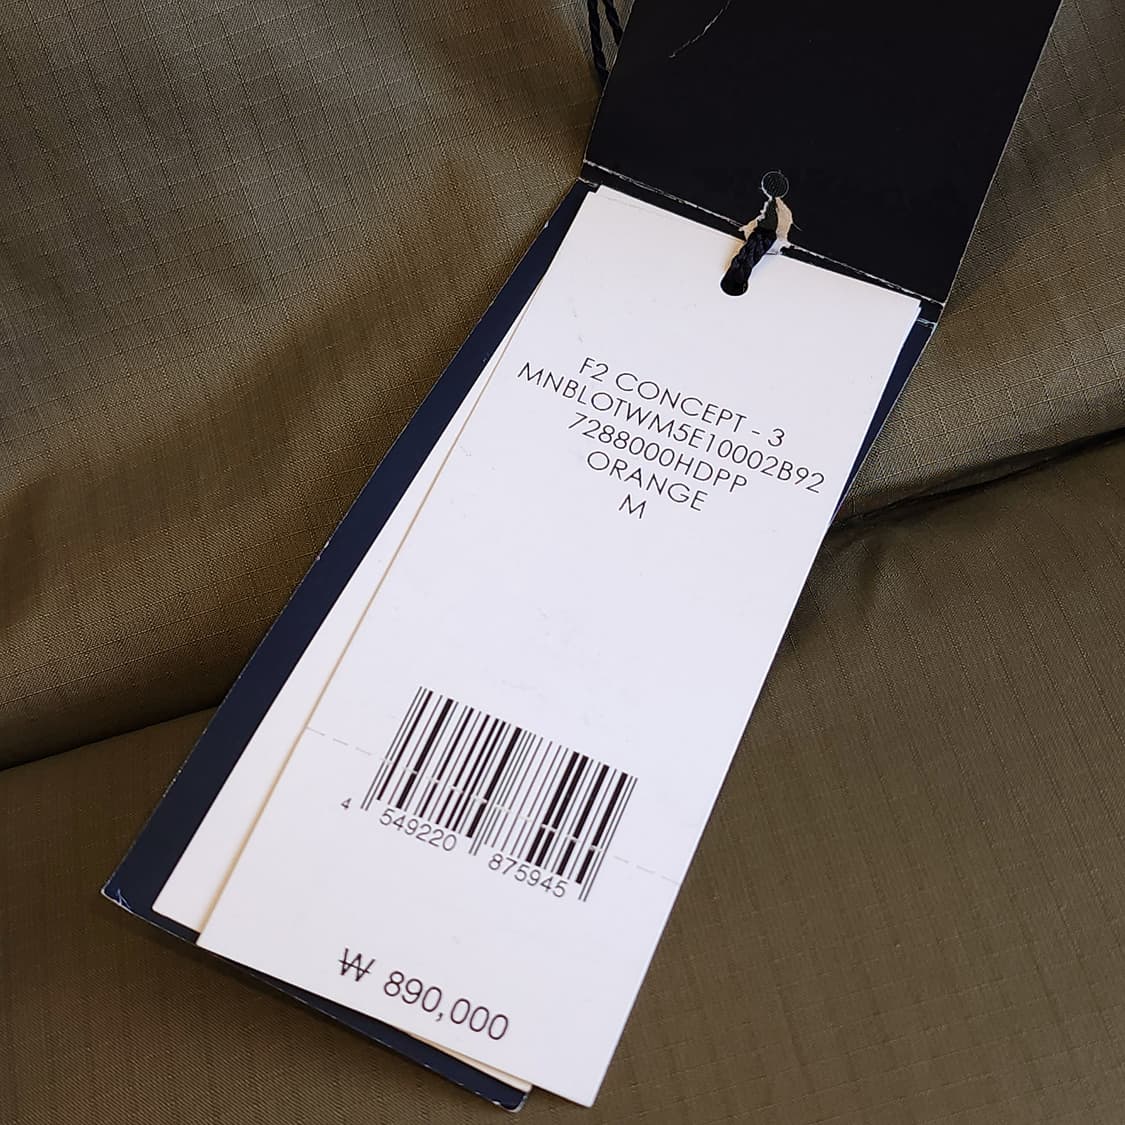 F2 CONCEPT - 3
MNBLOTWM5E10002B92
7288000HDPP
ORANGE
M
4 549220 875945
₩ 890,000